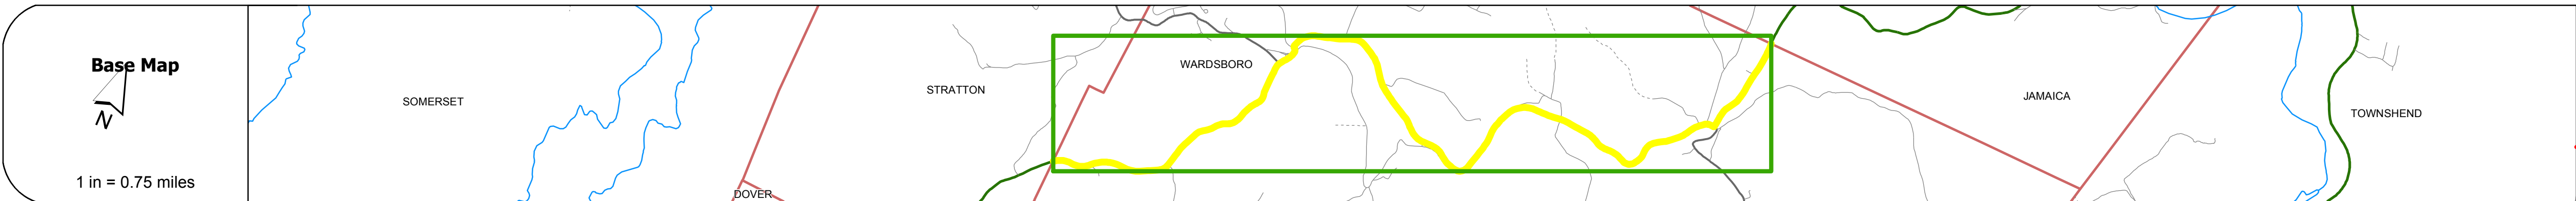 Base Map
N
1 in = 0.75 miles
SOMERSET
DOVER
STRATTON
WARDSBORO
JAMAICA
TOWNSHEND